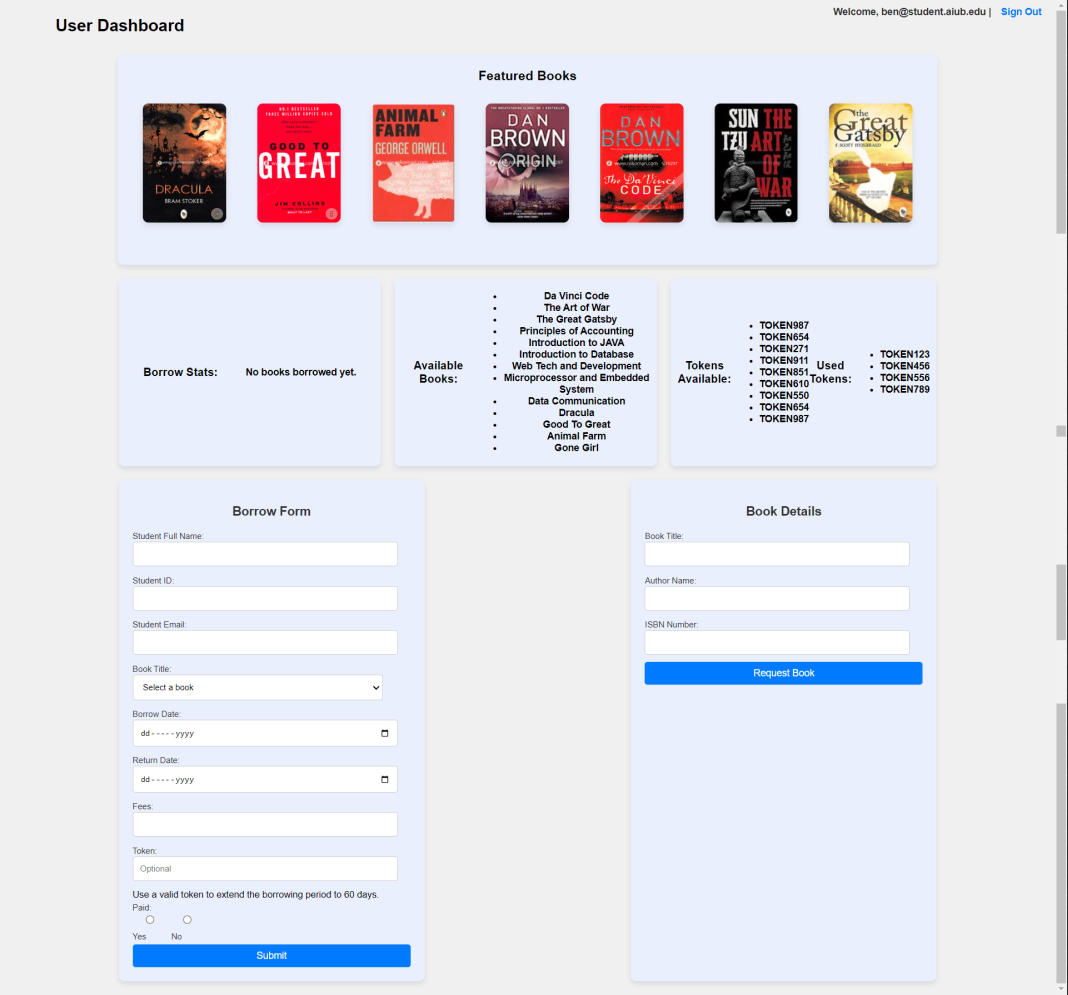 Welcome, ben@student.aiub.edu | Sign Out
User Dashboard
Featured Books
DRACULA
BRAM STOKER
NO.1 BESTSELLER
THREE MILLION COPIES SOLD
GOOD TO
GREAT
JIM COLLINS
ANIMAL
FARM
GEORGE ORWELL
DAN
BROWN
ORIGIN
DAN
BROWN
The Da Vinci
CODE
SUN THE
TZU ART
OF
WAR
the
Great
Gatsby
F. SCOTT FITZGERALD
Borrow Stats:
No books borrowed yet.
Available
Books:
• Da Vinci Code
• The Art of War
• The Great Gatsby
• Principles of Accounting
• Introduction to JAVA
• Introduction to Database
• Web Tech and Development
• Microprocessor and Embedded
System
• Data Communication
• Dracula
• Good To Great
• Animal Farm
• Gone Girl
Tokens
Available:
• TOKEN987
• TOKEN654
• TOKEN271
• TOKEN911
• TOKEN851
• TOKEN610
• TOKEN550
• TOKEN654
• TOKEN987
Used
Tokens:
• TOKEN123
• TOKEN456
• TOKEN556
• TOKEN789
Borrow Form
Student Full Name:
Student ID:
Student Email:
Book Title:
Select a book
Borrow Date:
dd-----yyyy
Return Date:
dd-----yyyy
Fees:
Token:
Optional
Use a valid token to extend the borrowing period to 60 days.
Paid:
Yes No
Submit
Book Details
Book Title:
Author Name:
ISBN Number:
Request Book